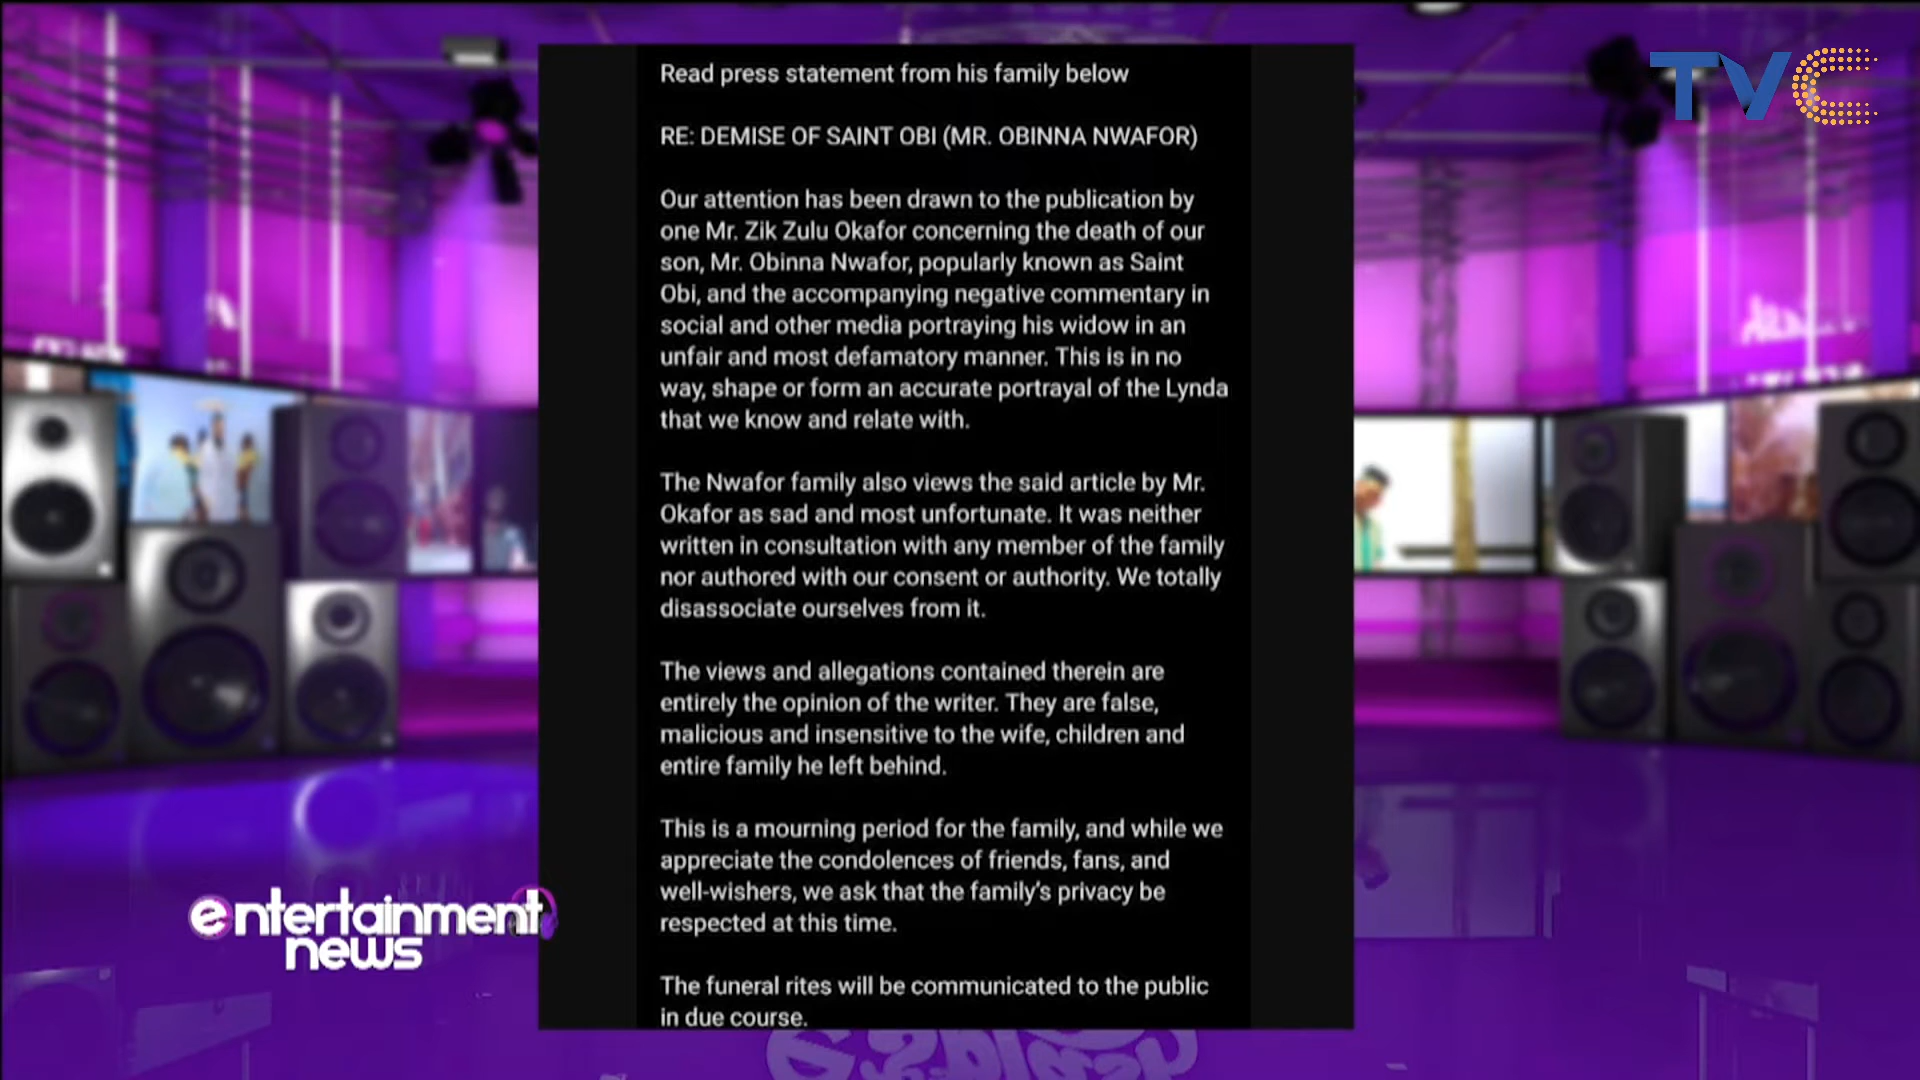 TVC
Read press statement from his family below
RE: DEMISE OF SAINT OBI (MR. OBINNA NWAFOR)
Our attention has been drawn to the publication by
one Mr. Zik Zulu Okafor concerning the death of our
son, Mr. Obinna Nwafor, popularly known as Saint
Obi, and the accompanying negative commentary in
social and other media portraying his widow in an
unfair and most defamatory manner. This is in no
way, shape or form an accurate portrayal of the Lynda
that we know and relate with.
The Nwafor family also views the said article by Mr.
Okafor as sad and most unfortunate. It was neither
written in consultation with any member of the family
nor authored with our consent or authority. We totally
disassociate ourselves from it.
The views and allegations contained therein are
entirely the opinion of the writer. They are false,
malicious and insensitive to the wife, children and
entire family he left behind.
This is a mourning period for the family, and while we
appreciate the condolences of friends, fans, and
well-wishers, we ask that the family's privacy be
respected at this time.
The funeral rites will be communicated to the public
in due course.
entertainment
news